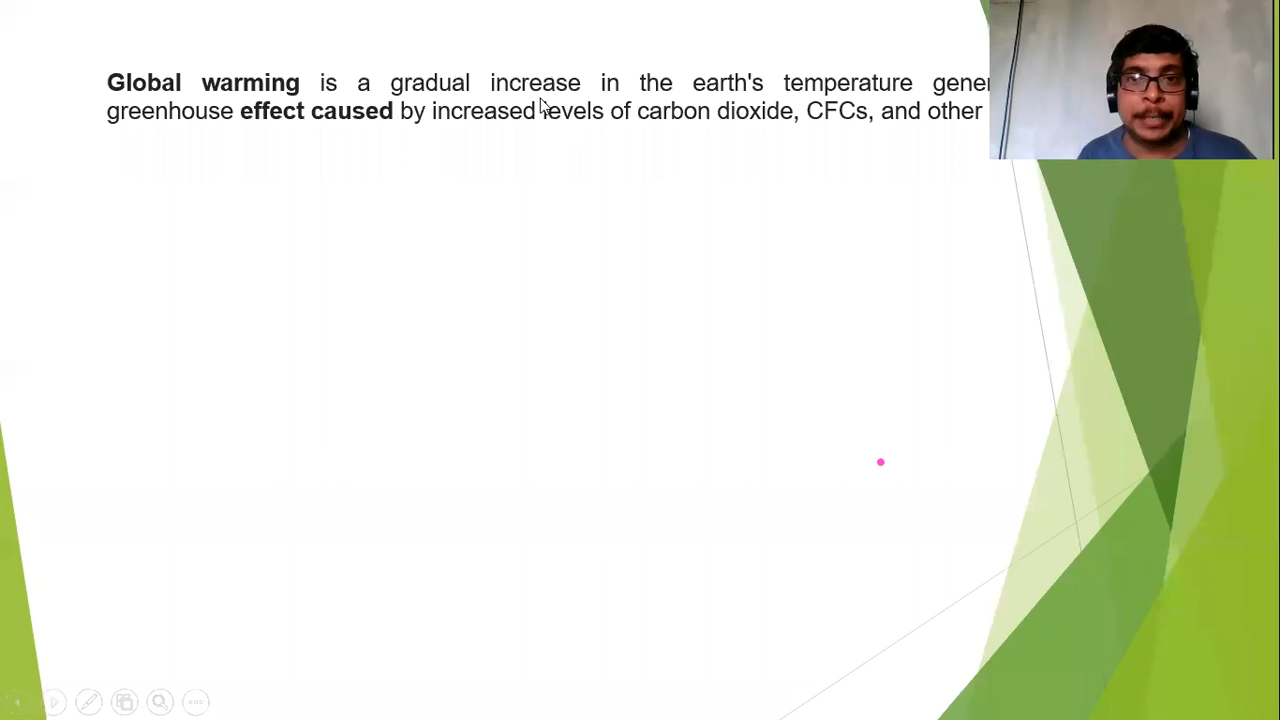 Global warming is a gradual increase in the earth's temperature
greenhouse effect caused by increased levels of carbon dioxide, CFCs, and other